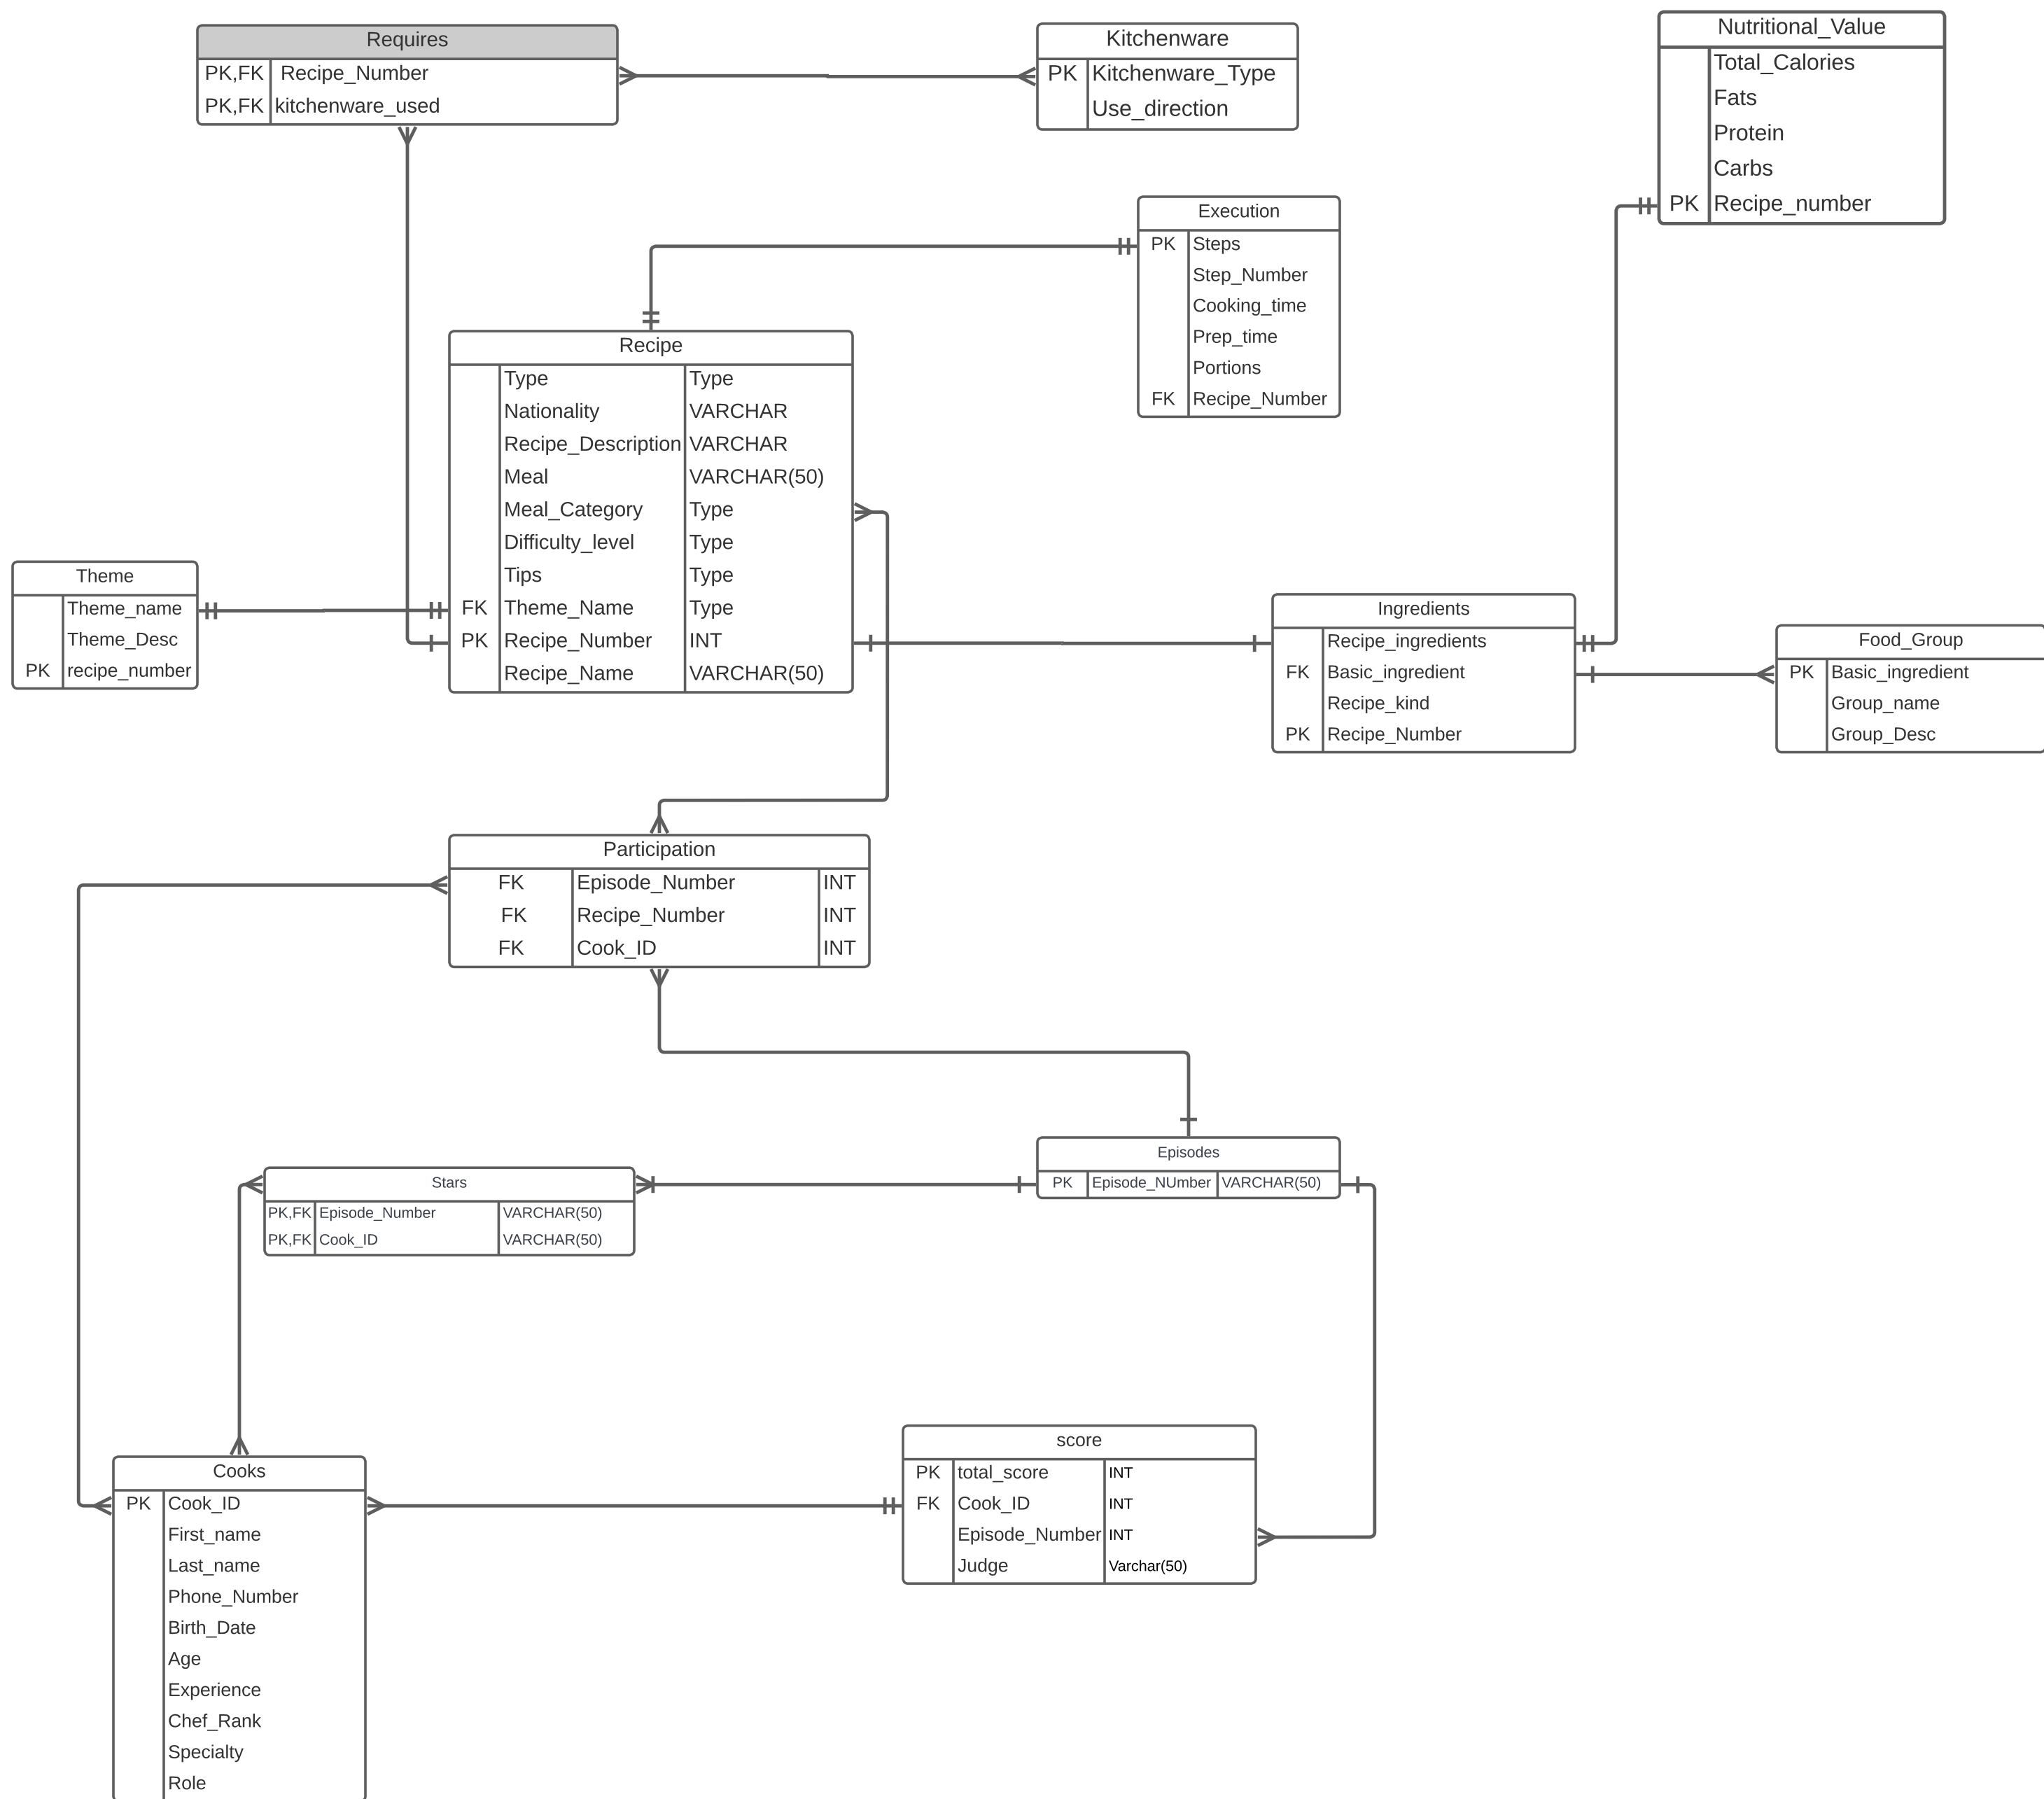 Requires
PK,FK Recipe_Number
PK,FK kitchenware_used
Kitchenware
PK Kitchenware_Type
Use_direction
Nutritional_Value
Total_Calories
Fats
Protein
Carbs
PK Recipe_number
Execution
PK Steps
Step_Number
Cooking_time
Prep_time
Portions
FK Recipe_Number
Recipe
Type Type
Nationality VARCHAR
Recipe_Description VARCHAR
Meal VARCHAR(50)
Meal_Category Type
Difficulty_level Type
Tips Type
FK Theme_Name Type
PK Recipe_Number INT
Recipe_Name VARCHAR(50)
Theme
Theme_name
Theme_Desc
PK recipe_number
Ingredients
Recipe_ingredients
FK Basic_ingredient
Recipe_kind
PK Recipe_Number
Food_Group
PK Basic_ingredient
Group_name
Group_Desc
Participation
FK Episode_Number INT
FK Recipe_Number INT
FK Cook_ID INT
Episodes
PK Episode_NUmber VARCHAR(50)
Stars
PK,FK Episode_Number VARCHAR(50)
PK,FK Cook_ID VARCHAR(50)
score
PK total_score INT
FK Cook_ID INT
Episode_Number INT
Judge Varchar(50)
Cooks
PK Cook_ID
First_name
Last_name
Phone_Number
Birth_Date
Age
Experience
Chef_Rank
Specialty
Role